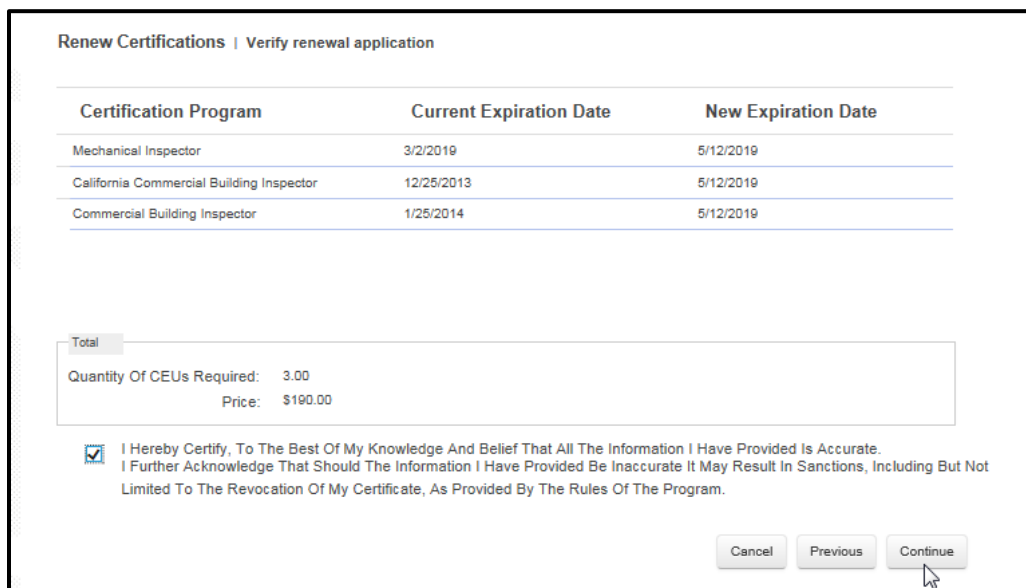 Renew Certifications | Verify renewal application
Certification Program Current Expiration Date New Expiration Date
Mechanical Inspector 3/2/2019 5/12/2019
California Commercial Building Inspector 12/25/2013 5/12/2019
Commercial Building Inspector 1/25/2014 5/12/2019
Total
Quantity Of CEUs Required: 3.00
Price: $190.00
I Hereby Certify, To The Best Of My Knowledge And Belief That All The Information I Have Provided Is Accurate.
I Further Acknowledge That Should The Information I Have Provided Be Inaccurate It May Result In Sanctions, Including But Not
Limited To The Revocation Of My Certificate, As Provided By The Rules Of The Program.
Cancel Previous Continue